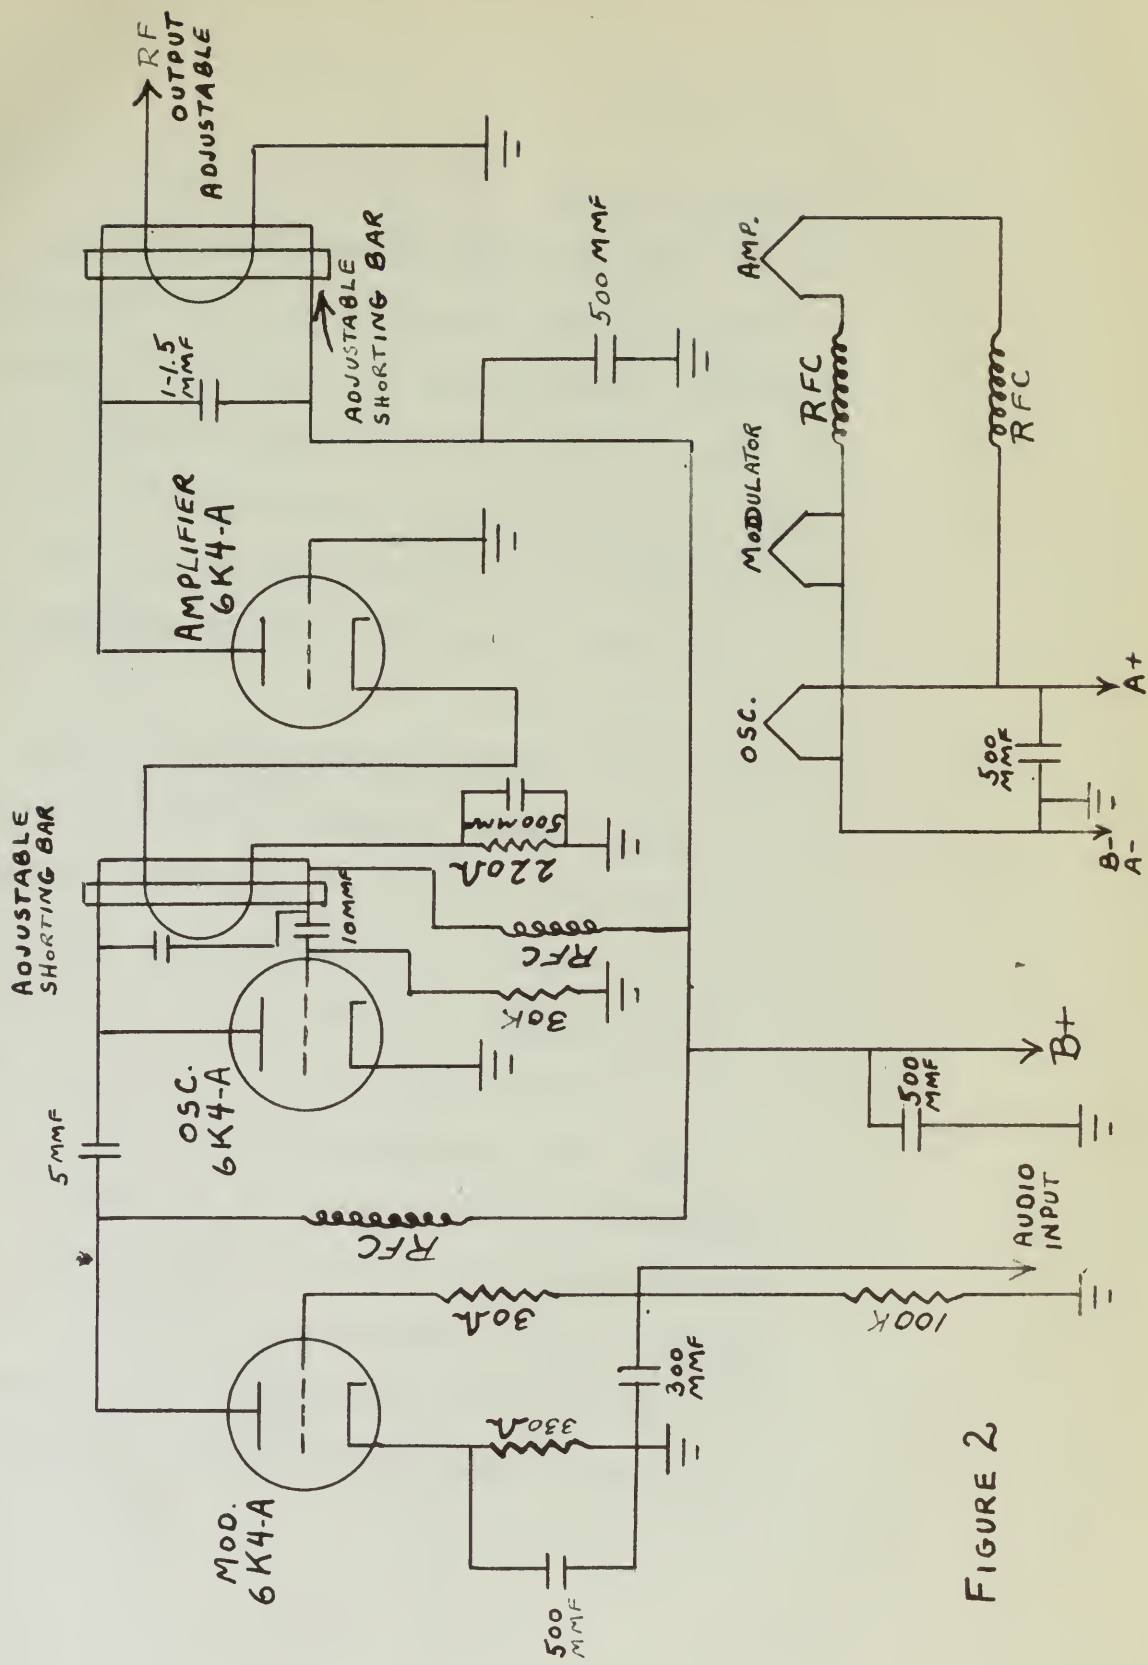 RF
OUTPUT
ADJUSTABLE
ADJUSTABLE
SHORTING BAR
1-1.5
MMF
500 MMF
AMPLIFIER
6K4-A
ADJUSTABLE
SHORTING BAR
10MMF
500MMF
220Ω
RFC
30K
OSC.
6K4-A
5MMF
RFC
MOD.
6K4-A
30Ω
330Ω
500
MMF
300
MMF
100K
AUDIO
INPUT
500
MMF
B+
OSC.
MODULATOR
AMP.
RFC
RFC
500
MMF
B-
A-
A+
FIGURE 2